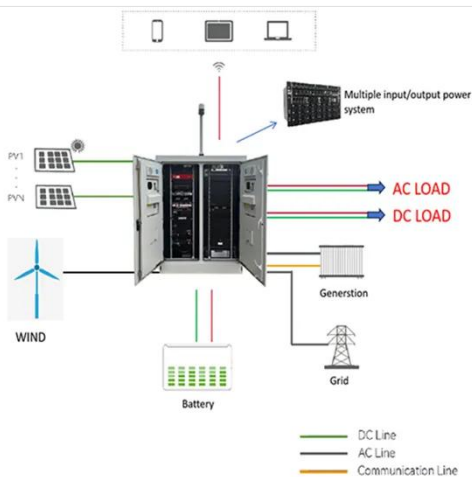 Multiple input/output power
system
PV1
PVN
AC LOAD
DC LOAD
WIND
Generstion
Grid
Battery
DC Line
AC Line
Communication Line